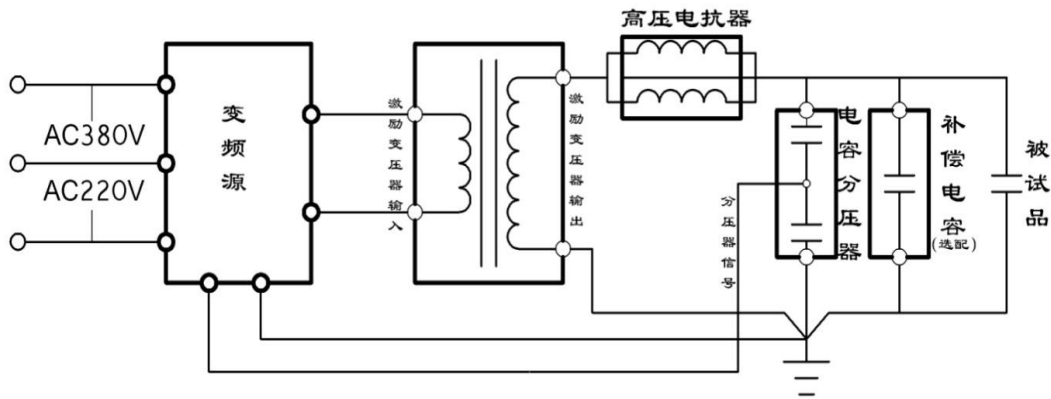 高压电抗器
AC380V
AC220V
变频源
激励变压器输入
激励变压器输出
分压器信号
电容分压器
补偿电容
(选配)
被试品